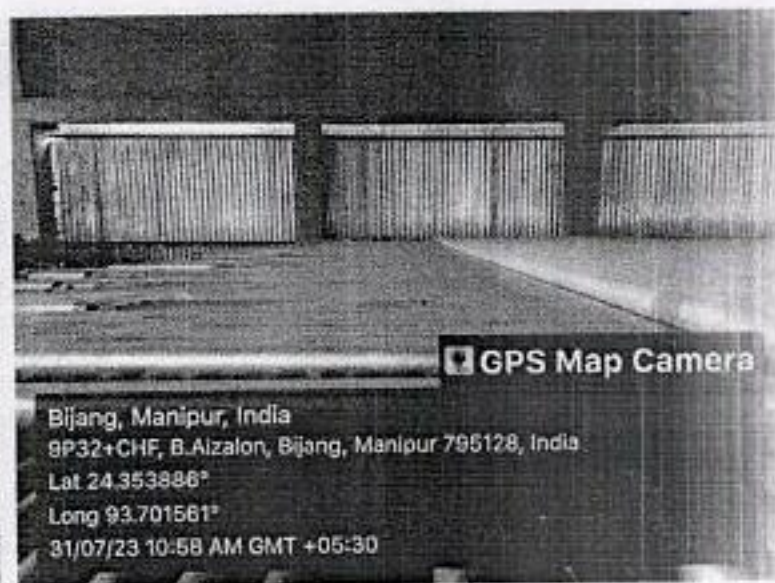 GPS Map Camera
Bijang, Manipur, India
9P32+CHF, B.Aizalon, Bijang, Manipur 795128, India
Lat 24.353886°
Long 93.701561°
31/07/23 10:58 AM GMT +05:30